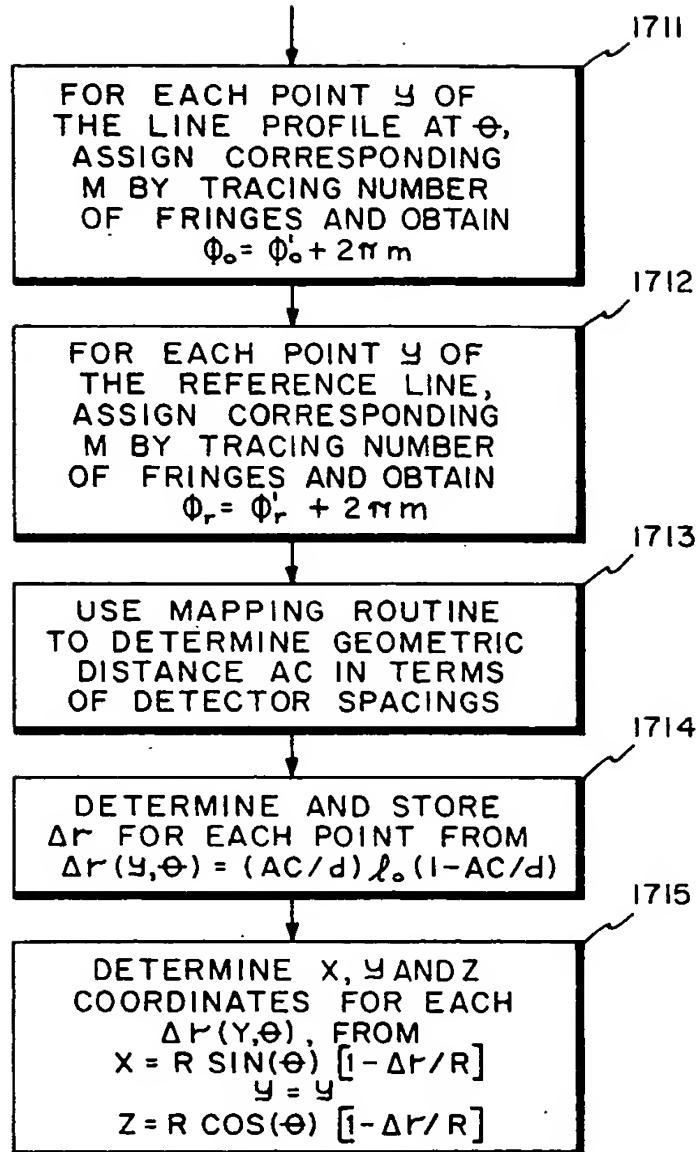 1711
FOR EACH POINT y OF
THE LINE PROFILE AT θ,
ASSIGN CORRESPONDING
M BY TRACING NUMBER
OF FRINGES AND OBTAIN
Φ₀ = Φ'₀ + 2πm
1712
FOR EACH POINT y OF
THE REFERENCE LINE,
ASSIGN CORRESPONDING
M BY TRACING NUMBER
OF FRINGES AND OBTAIN
Φᵣ = Φ'ᵣ + 2πm
1713
USE MAPPING ROUTINE
TO DETERMINE GEOMETRIC
DISTANCE AC IN TERMS
OF DETECTOR SPACINGS
1714
DETERMINE AND STORE
Δr FOR EACH POINT FROM
Δr(y,θ) = (AC/d) ℓ₀ (1-AC/d)
1715
DETERMINE X, y AND Z
COORDINATES FOR EACH
Δr(Y,θ), FROM
X = R SIN(θ) [1-Δr/R]
y = y
Z = R COS(θ) [1-Δr/R]